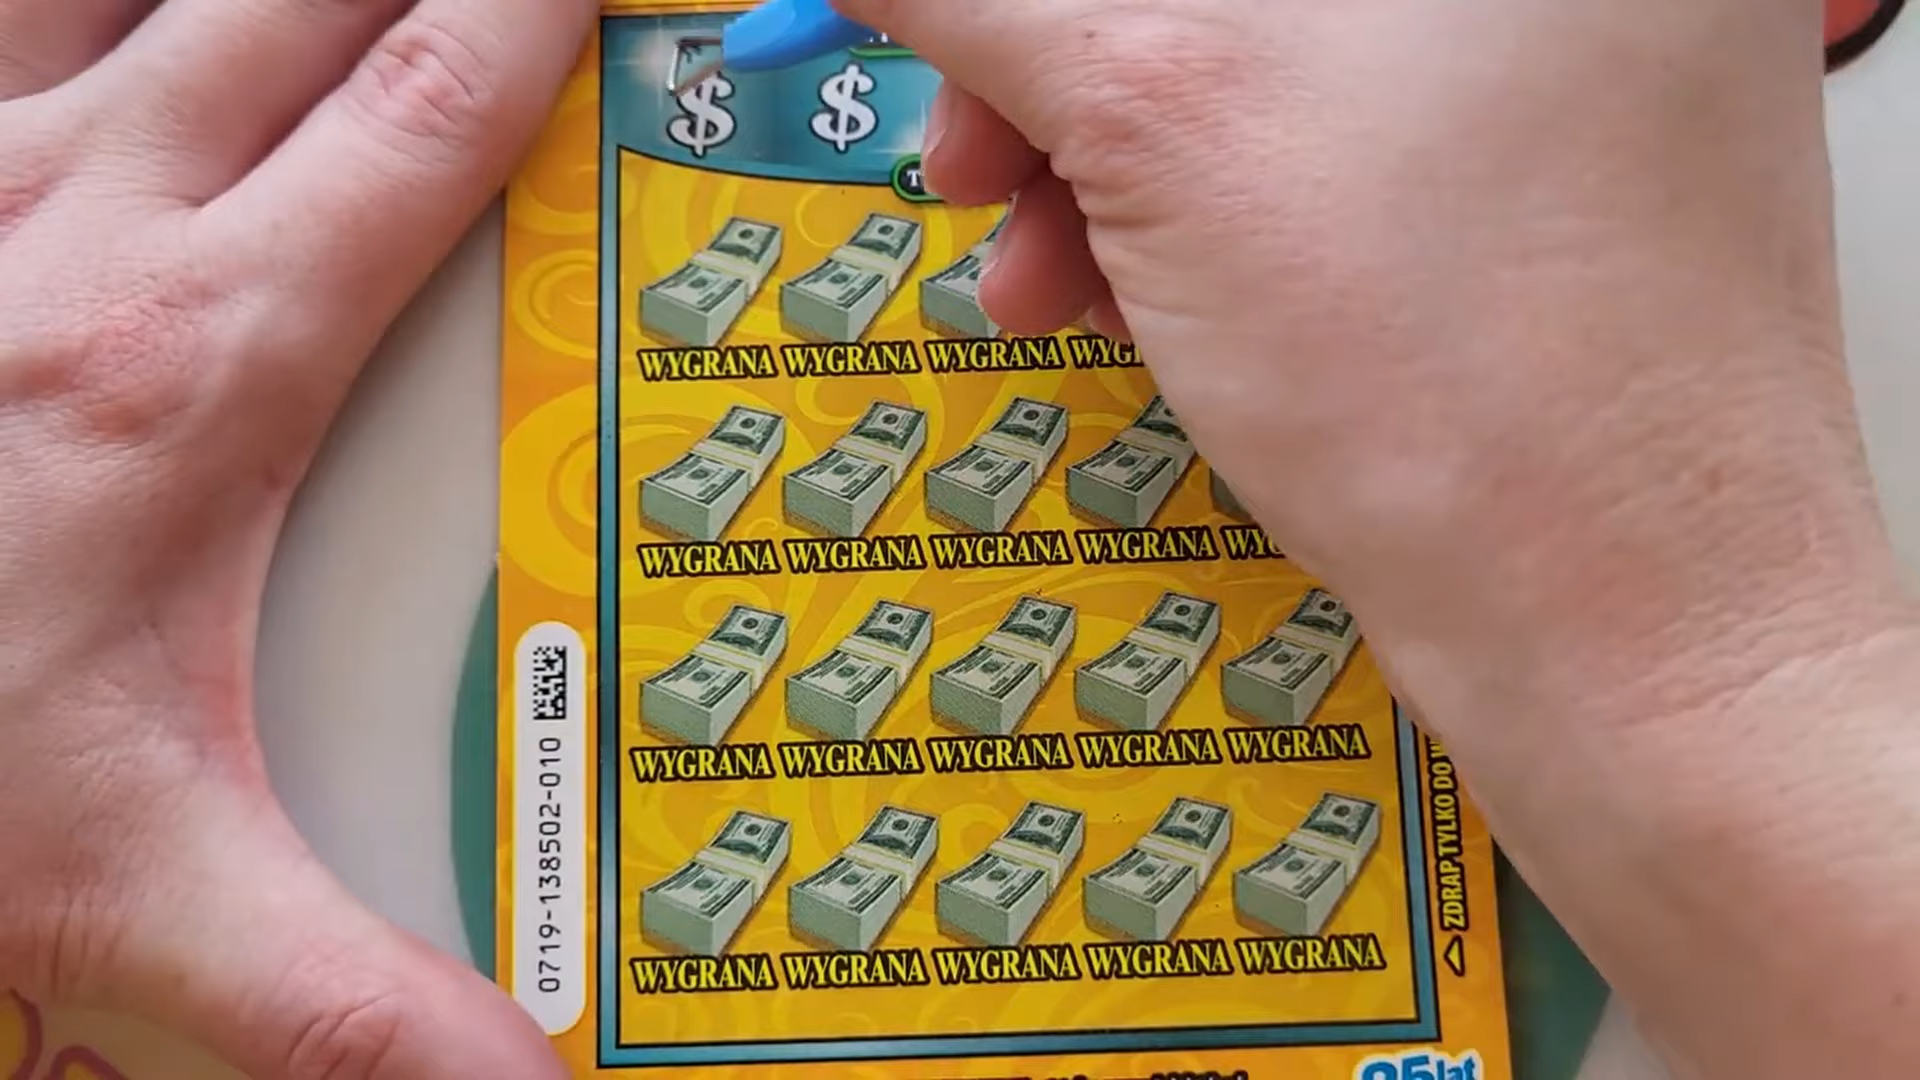 $ $
WYGRANA WYGRANA WYGRANA
WYGRANA WYGRANA WYGRANA WYGRANA
WYGRANA WYGRANA WYGRANA WYGRANA WYGRANA
WYGRANA WYGRANA WYGRANA WYGRANA WYGRANA
0719-138502-010
ZDRAP TYLKO DO
lat